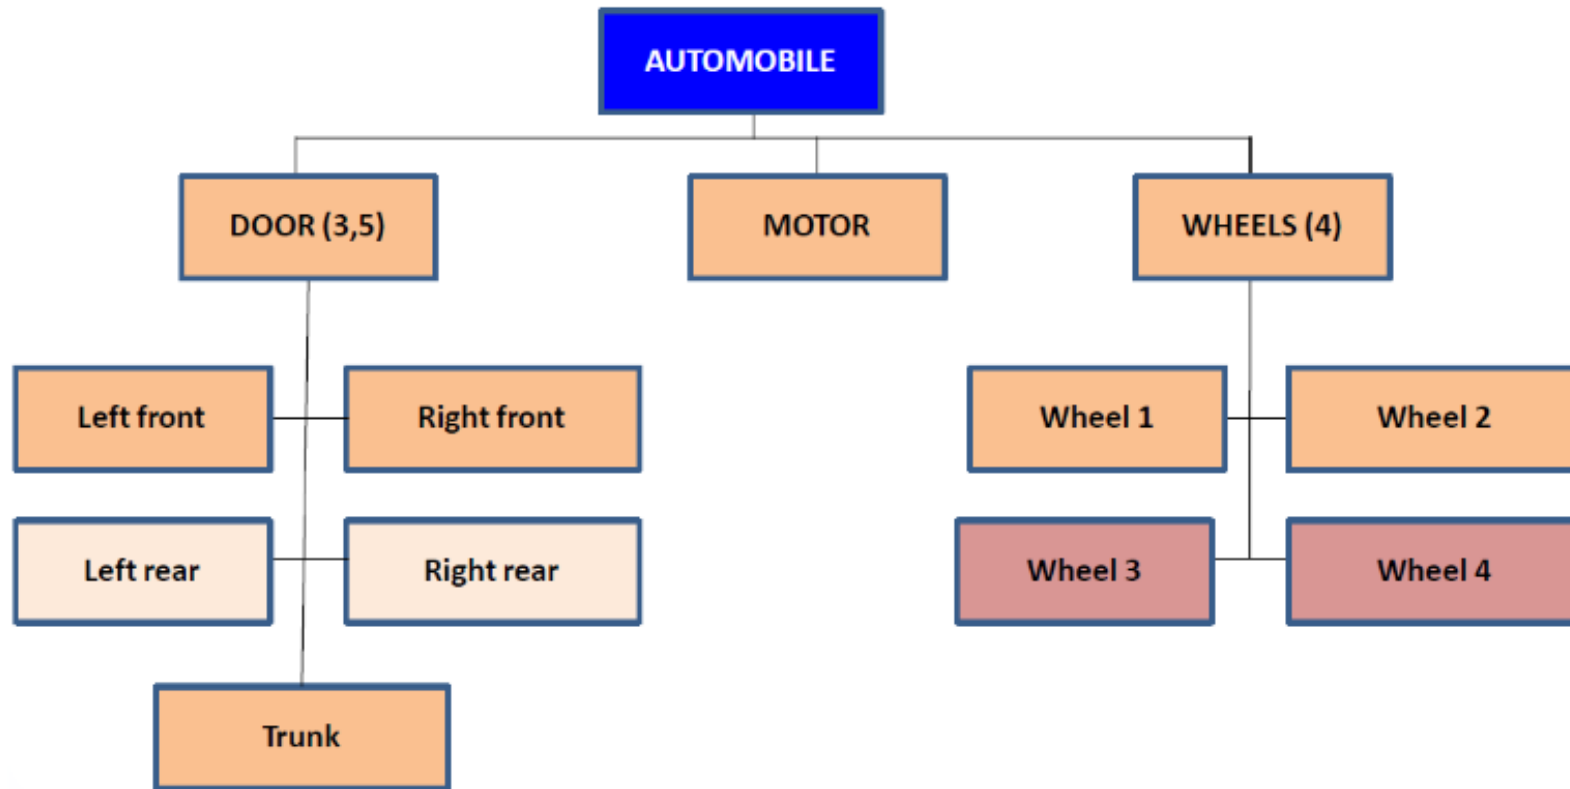 AUTOMOBILE
DOOR (3,5)
MOTOR
WHEELS (4)
Left front
Right front
Wheel 1
Wheel 2
Left rear
Right rear
Wheel 3
Wheel 4
Trunk